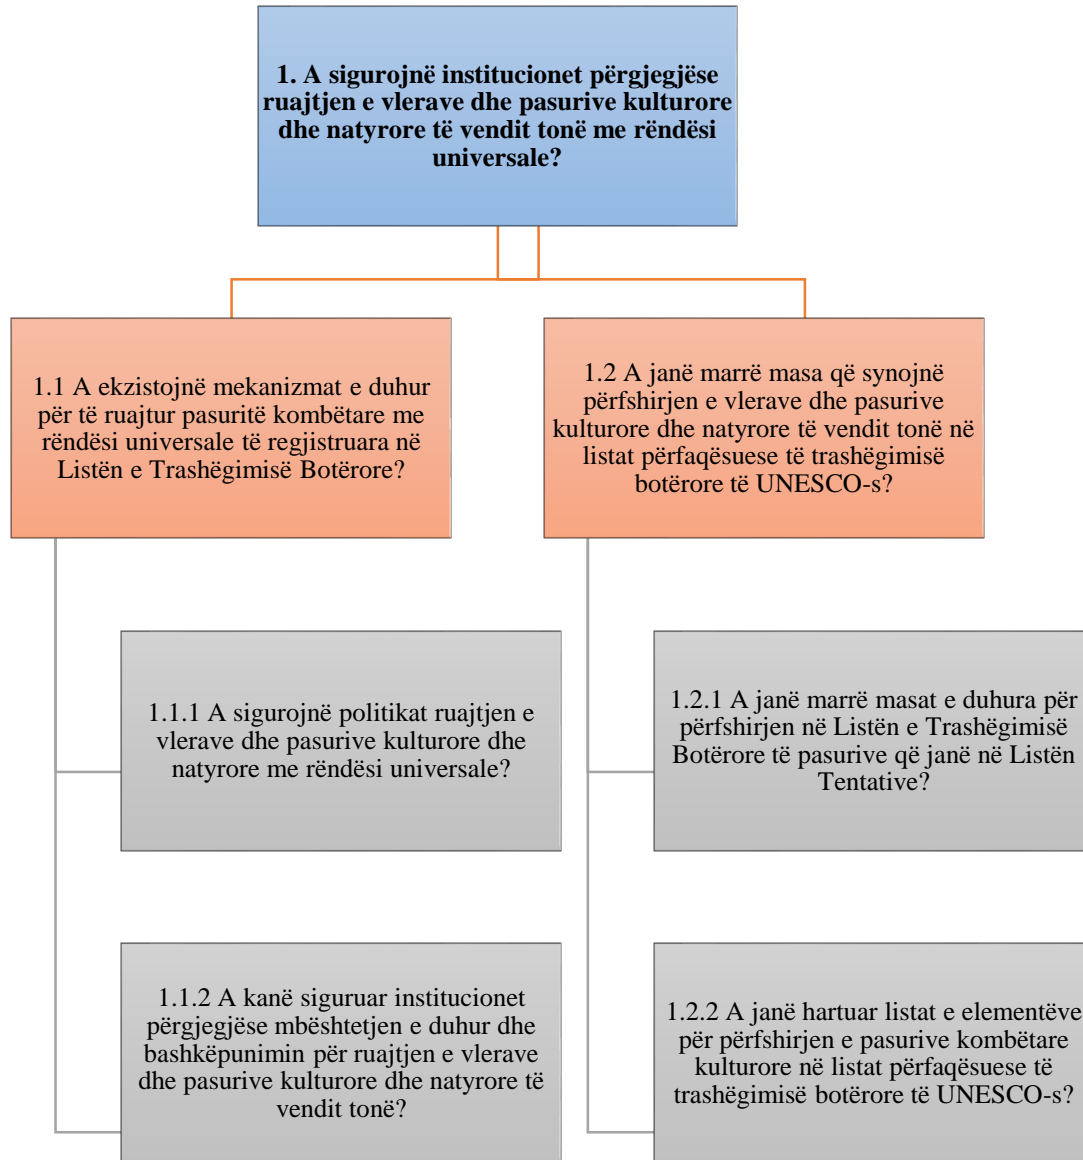 1. A sigurojnë institucionet përgjegjëse
ruajtjen e vlerave dhe pasurive kulturore
dhe natyrore të vendit tonë me rëndësi
universale?
1.1 A ekzistojnë mekanizmat e duhur
për të ruajtur pasuritë kombëtare me
rëndësi universale të regjistruara në
Listën e Trashëgimisë Botërore?
1.2 A janë marrë masa që synojnë
përfshirjen e vlerave dhe pasurive
kulturore dhe natyrore të vendit tonë në
listat përfaqësuese të trashëgimisë
botërore të UNESCO-s?
1.1.1 A sigurojnë politikat ruajtjen e
vlerave dhe pasurive kulturore dhe
natyrore me rëndësi universale?
1.2.1 A janë marrë masat e duhura për
përfshirjen në Listën e Trashëgimisë
Botërore të pasurive që janë në Listën
Tentative?
1.1.2 A kanë siguruar institucionet
përgjegjëse mbështetjen e duhur dhe
bashkëpunimin për ruajtjen e vlerave
dhe pasurive kulturore dhe natyrore të
vendit tonë?
1.2.2 A janë hartuar listat e elementëve
për përfshirjen e pasurive kombëtare
kulturore në listat përfaqësuese të
trashëgimisë botërore të UNESCO-s?